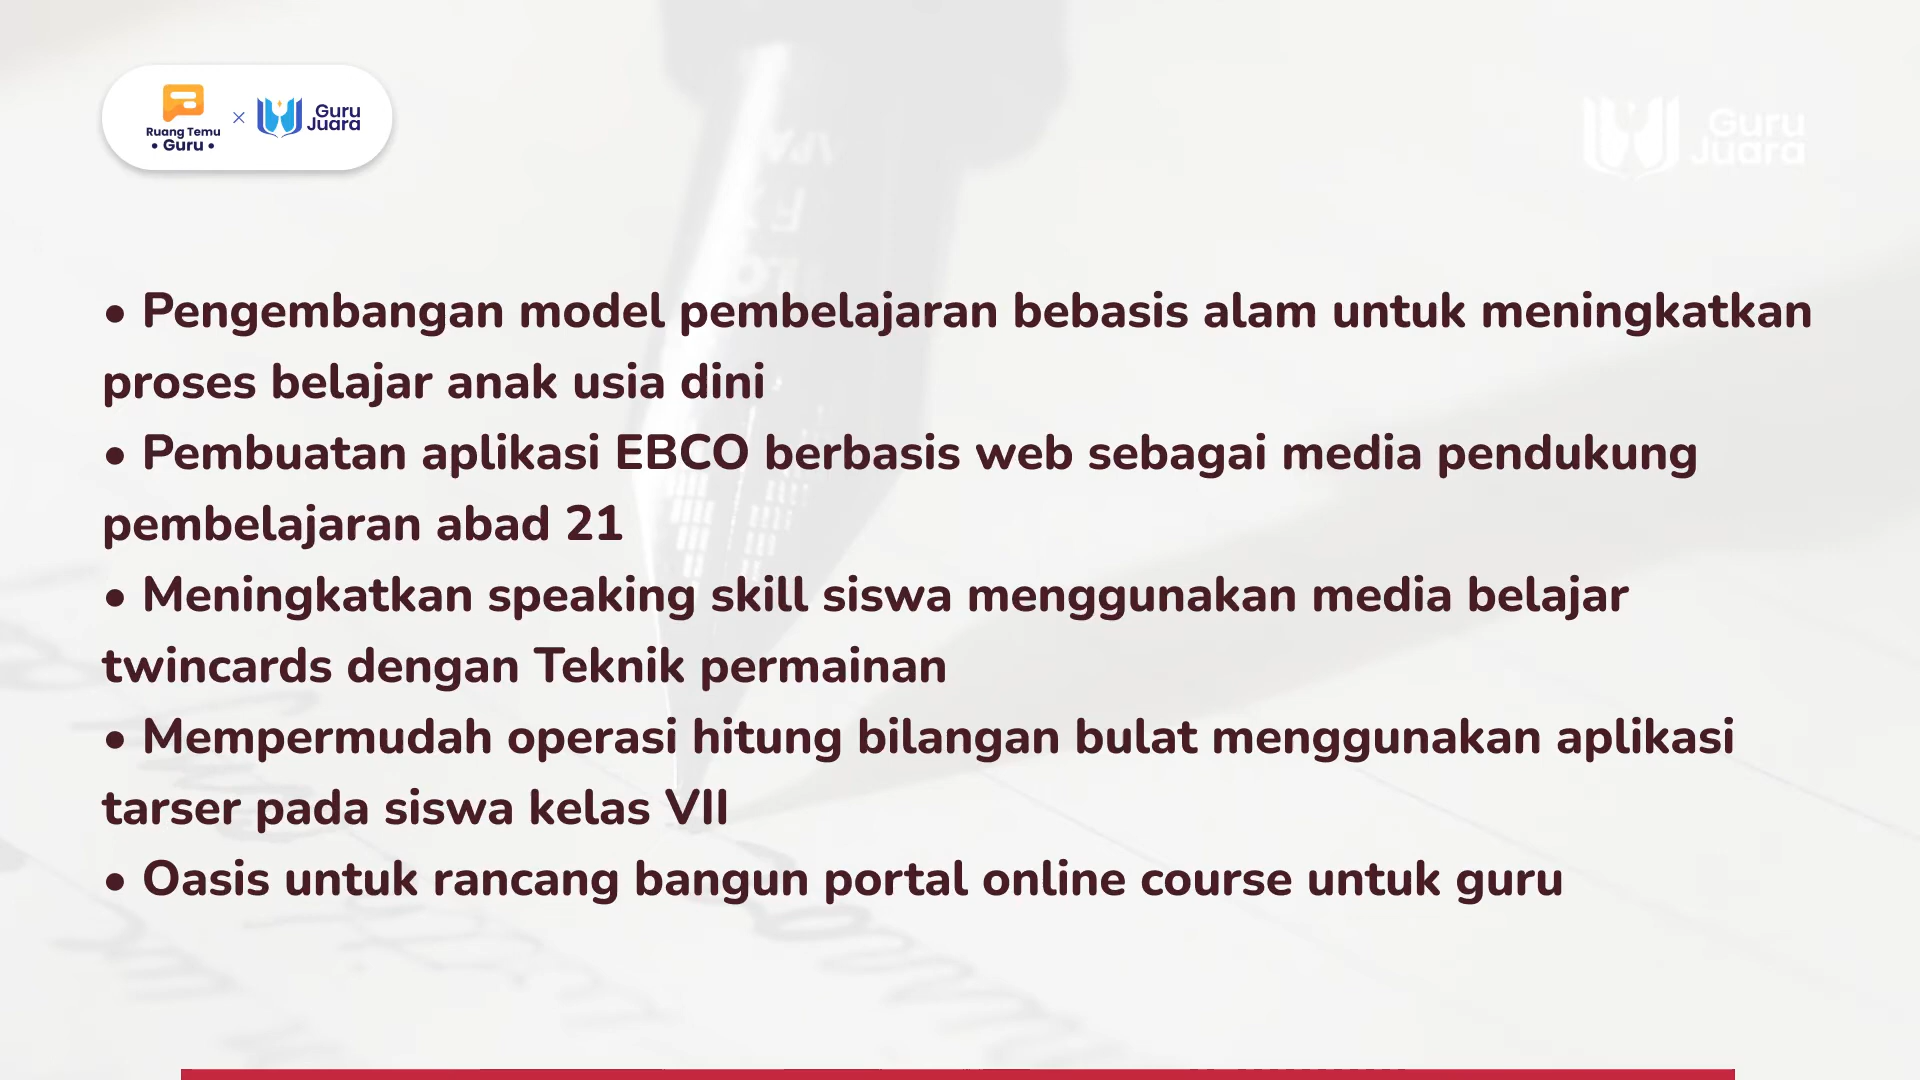 Ruang Temu
• Guru •
×
Guru
Juara
Guru
Juara
• Pengembangan model pembelajaran bebasis alam untuk meningkatkan
proses belajar anak usia dini
• Pembuatan aplikasi EBCO berbasis web sebagai media pendukung
pembelajaran abad 21
• Meningkatkan speaking skill siswa menggunakan media belajar
twincards dengan Teknik permainan
• Mempermudah operasi hitung bilangan bulat menggunakan aplikasi
tarser pada siswa kelas VII
• Oasis untuk rancang bangun portal online course untuk guru